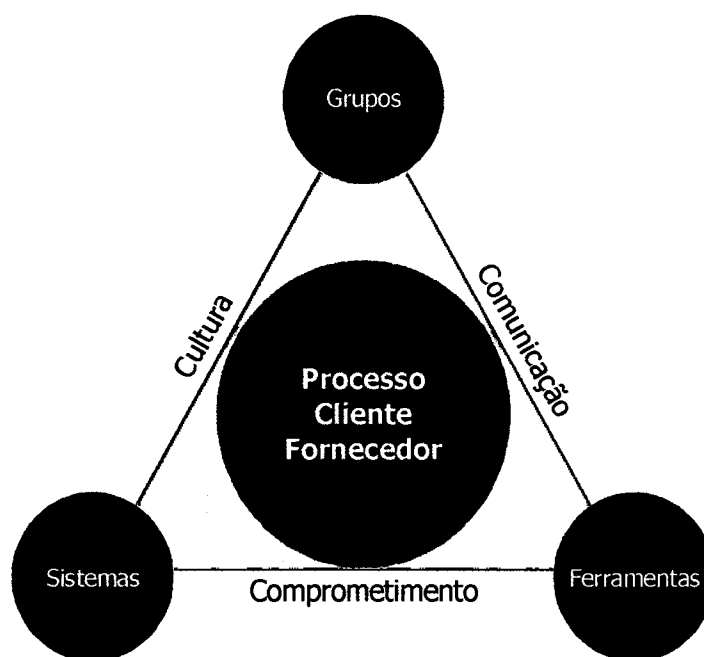 Grupos
Cultura
Comunicação
Processo
Cliente
Fornecedor
Sistemas
Ferramentas
Comprometimento